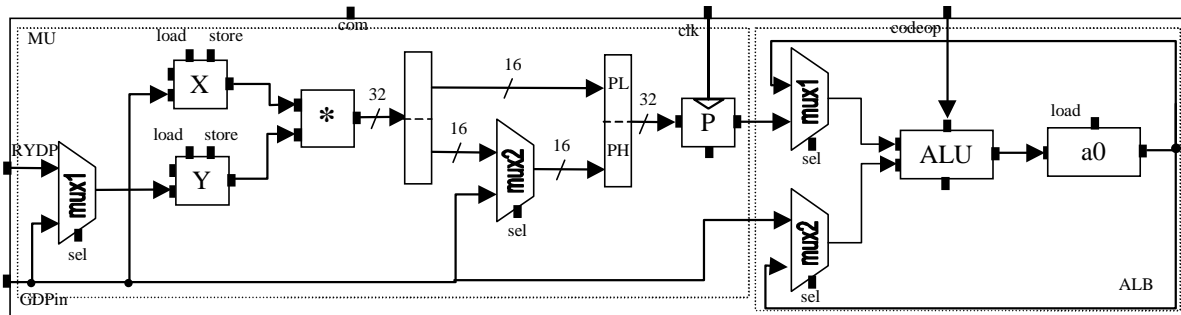 com
clk
codeop
MU
load store
X
*
32
16
PL
32
P
mux1
sel
load
a0
ALU
load store
Y
RYDP
mux1
sel
16
mux2
sel
16
PH
mux2
sel
GDPin
ALB